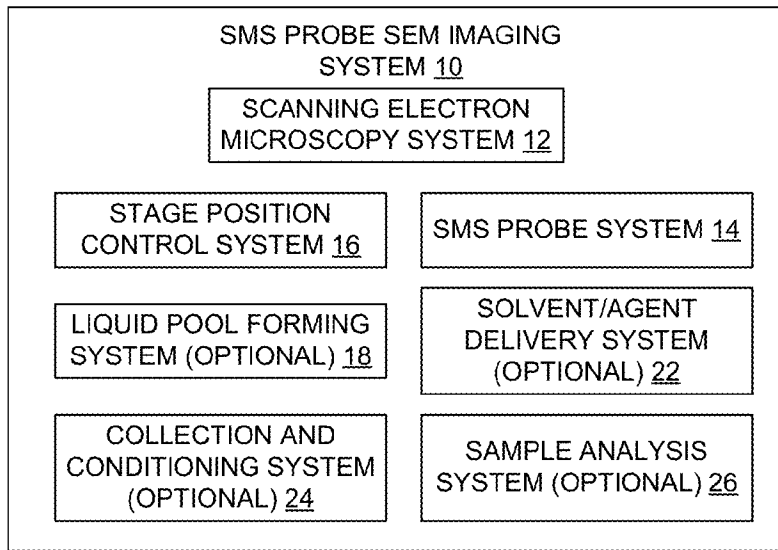 SMS PROBE SEM IMAGING
SYSTEM 10
SCANNING ELECTRON
MICROSCOPY SYSTEM 12
STAGE POSITION
CONTROL SYSTEM 16
SMS PROBE SYSTEM 14
LIQUID POOL FORMING
SYSTEM (OPTIONAL) 18
SOLVENT/AGENT
DELIVERY SYSTEM
(OPTIONAL) 22
COLLECTION AND
CONDITIONING SYSTEM
(OPTIONAL) 24
SAMPLE ANALYSIS
SYSTEM (OPTIONAL) 26